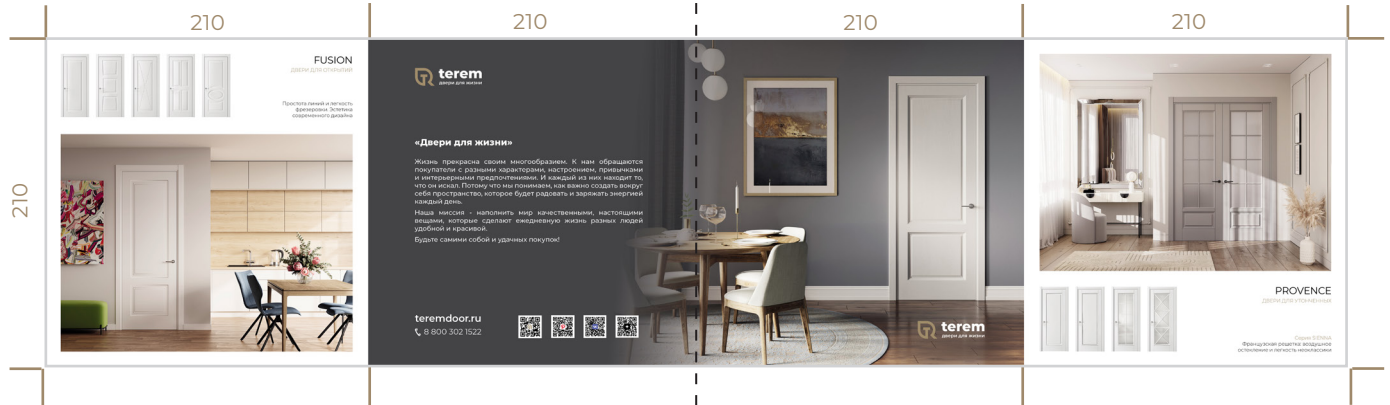 210
210
210
210
210
FUSION
ДВЕРИ ДЛЯ ОТКРЫТИЙ
Простота линий и легкость
фрезеровки. Эстетика
современного дизайна
terem
двери для жизни
«Двери для жизни»
Жизнь прекрасна своим многообразием. К нам обращаются
покупатели с разными характерами, настроением, привычками
и интерьерными предпочтениями. И каждый из них находит то,
что он искал. Потому что мы понимаем, как важно создать вокруг
себя пространство, которое будет радовать и заряжать энергией
каждый день.
Наша миссия - наполнить мир качественными, настоящими
вещами, которые сделают ежедневную жизнь разных людей
удобной и красивой.
Будьте самими собой и удачных покупок!
teremdoor.ru
8 800 302 1522
terem
двери для жизни
PROVENCE
ДВЕРИ ДЛЯ УТОНЧЕННЫХ
Серия SIENNA
Французская решетка: воздушное
остекление и легкость неоклассики